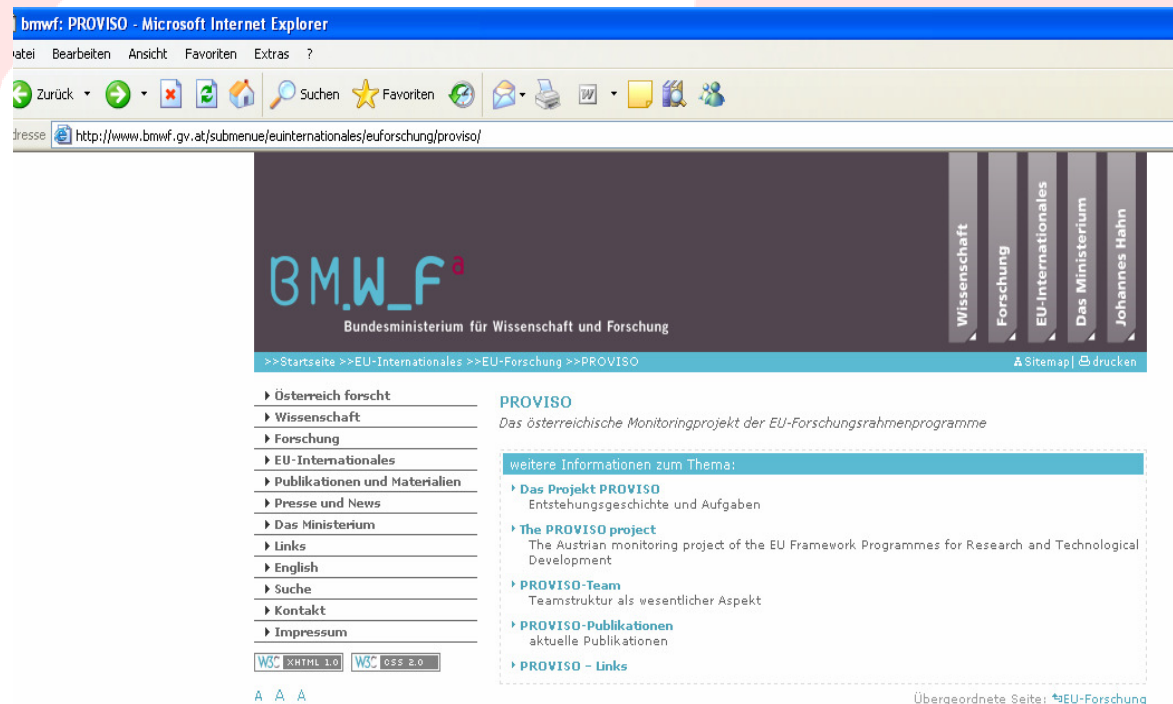 bmwf: PROVISO - Microsoft Internet Explorer
Bearbeiten Ansicht Favoriten Extras ?
Zurück Suchen Favoriten
http://www.bmwf.gv.at/submenue/euinternationales/euforschung/proviso/
Wissenschaft
Forschung
EU-Internationales
Das Ministerium
Johannes Hahn
BM.W_Fa
Bundesministerium für Wissenschaft und Forschung
>>Startseite >>EU-Internationales >>EU-Forschung >>PROVISO
Sitemap| drucken
Österreich forscht
Wissenschaft
Forschung
EU-Internationales
Publikationen und Materialien
Presse und News
Das Ministerium
Links
English
Suche
Kontakt
Impressum
W3C XHTML 1.0 W3C CSS 2.0
A A A
PROVISO
Das österreichische Monitoringprojekt der EU-Forschungsrahmenprogramme
weitere Informationen zum Thema:
Das Projekt PROVISO
Entstehungsgeschichte und Aufgaben
The PROVISO project
The Austrian monitoring project of the EU Framework Programmes for Research and Technological
Development
PROVISO-Team
Teamstruktur als wesentlicher Aspekt
PROVISO-Publikationen
aktuelle Publikationen
PROVISO - Links
Übergeordnete Seite: EU-Forschung